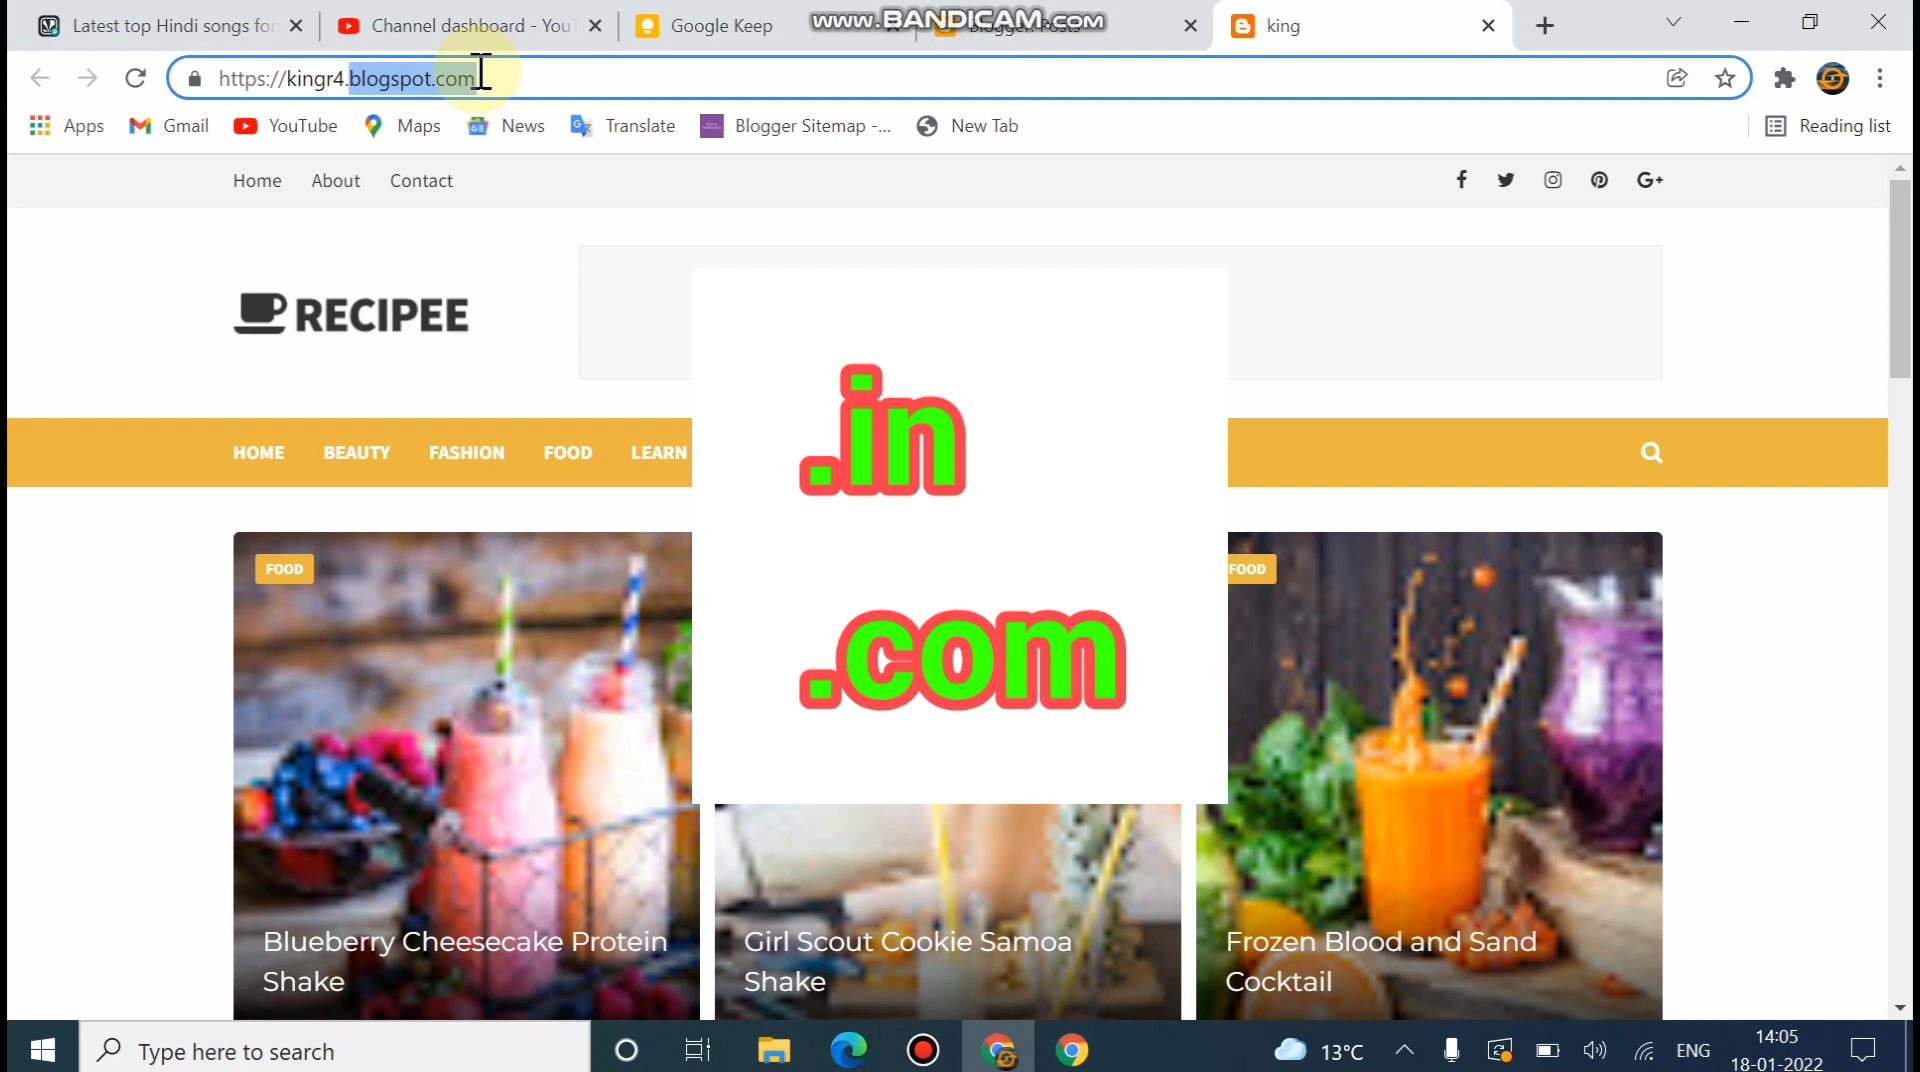 Latest top Hindi songs for
Channel dashboard - YouT
Google Keep
www.BANDICAM.com
Blogger: Posts
king
https://kingr4.blogspot.com
Apps
Gmail
YouTube
Maps
News
Translate
Blogger Sitemap -...
New Tab
Reading list
Home
About
Contact
G+
RECIPEE
HOME
BEAUTY
FASHION
FOOD
LEARN
.in
.com
FOOD
FOOD
Blueberry Cheesecake Protein
Shake
Girl Scout Cookie Samoa
Shake
Frozen Blood and Sand
Cocktail
Type here to search
13°C
ENG
14:05
18-01-2022